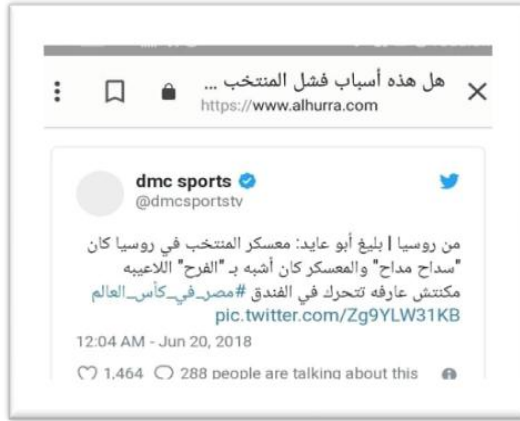 هل هذه أسباب فشل المنتخب ...
https://www.alhurra.com
dmc sports
@dmcsportstv
من روسيا | بليغ أبو عايد: معسكر المنتخب في روسيا كان
"سداح مداح" والمعسكر كان أشبه بـ "الفرح" اللاعيبه
مكنتش عارفه تتحرك في الفندق #مصر_في_كأس_العالم
pic.twitter.com/Zg9YLW31KB
12:04 AM - Jun 20, 2018
1,464 288 people are talking about this